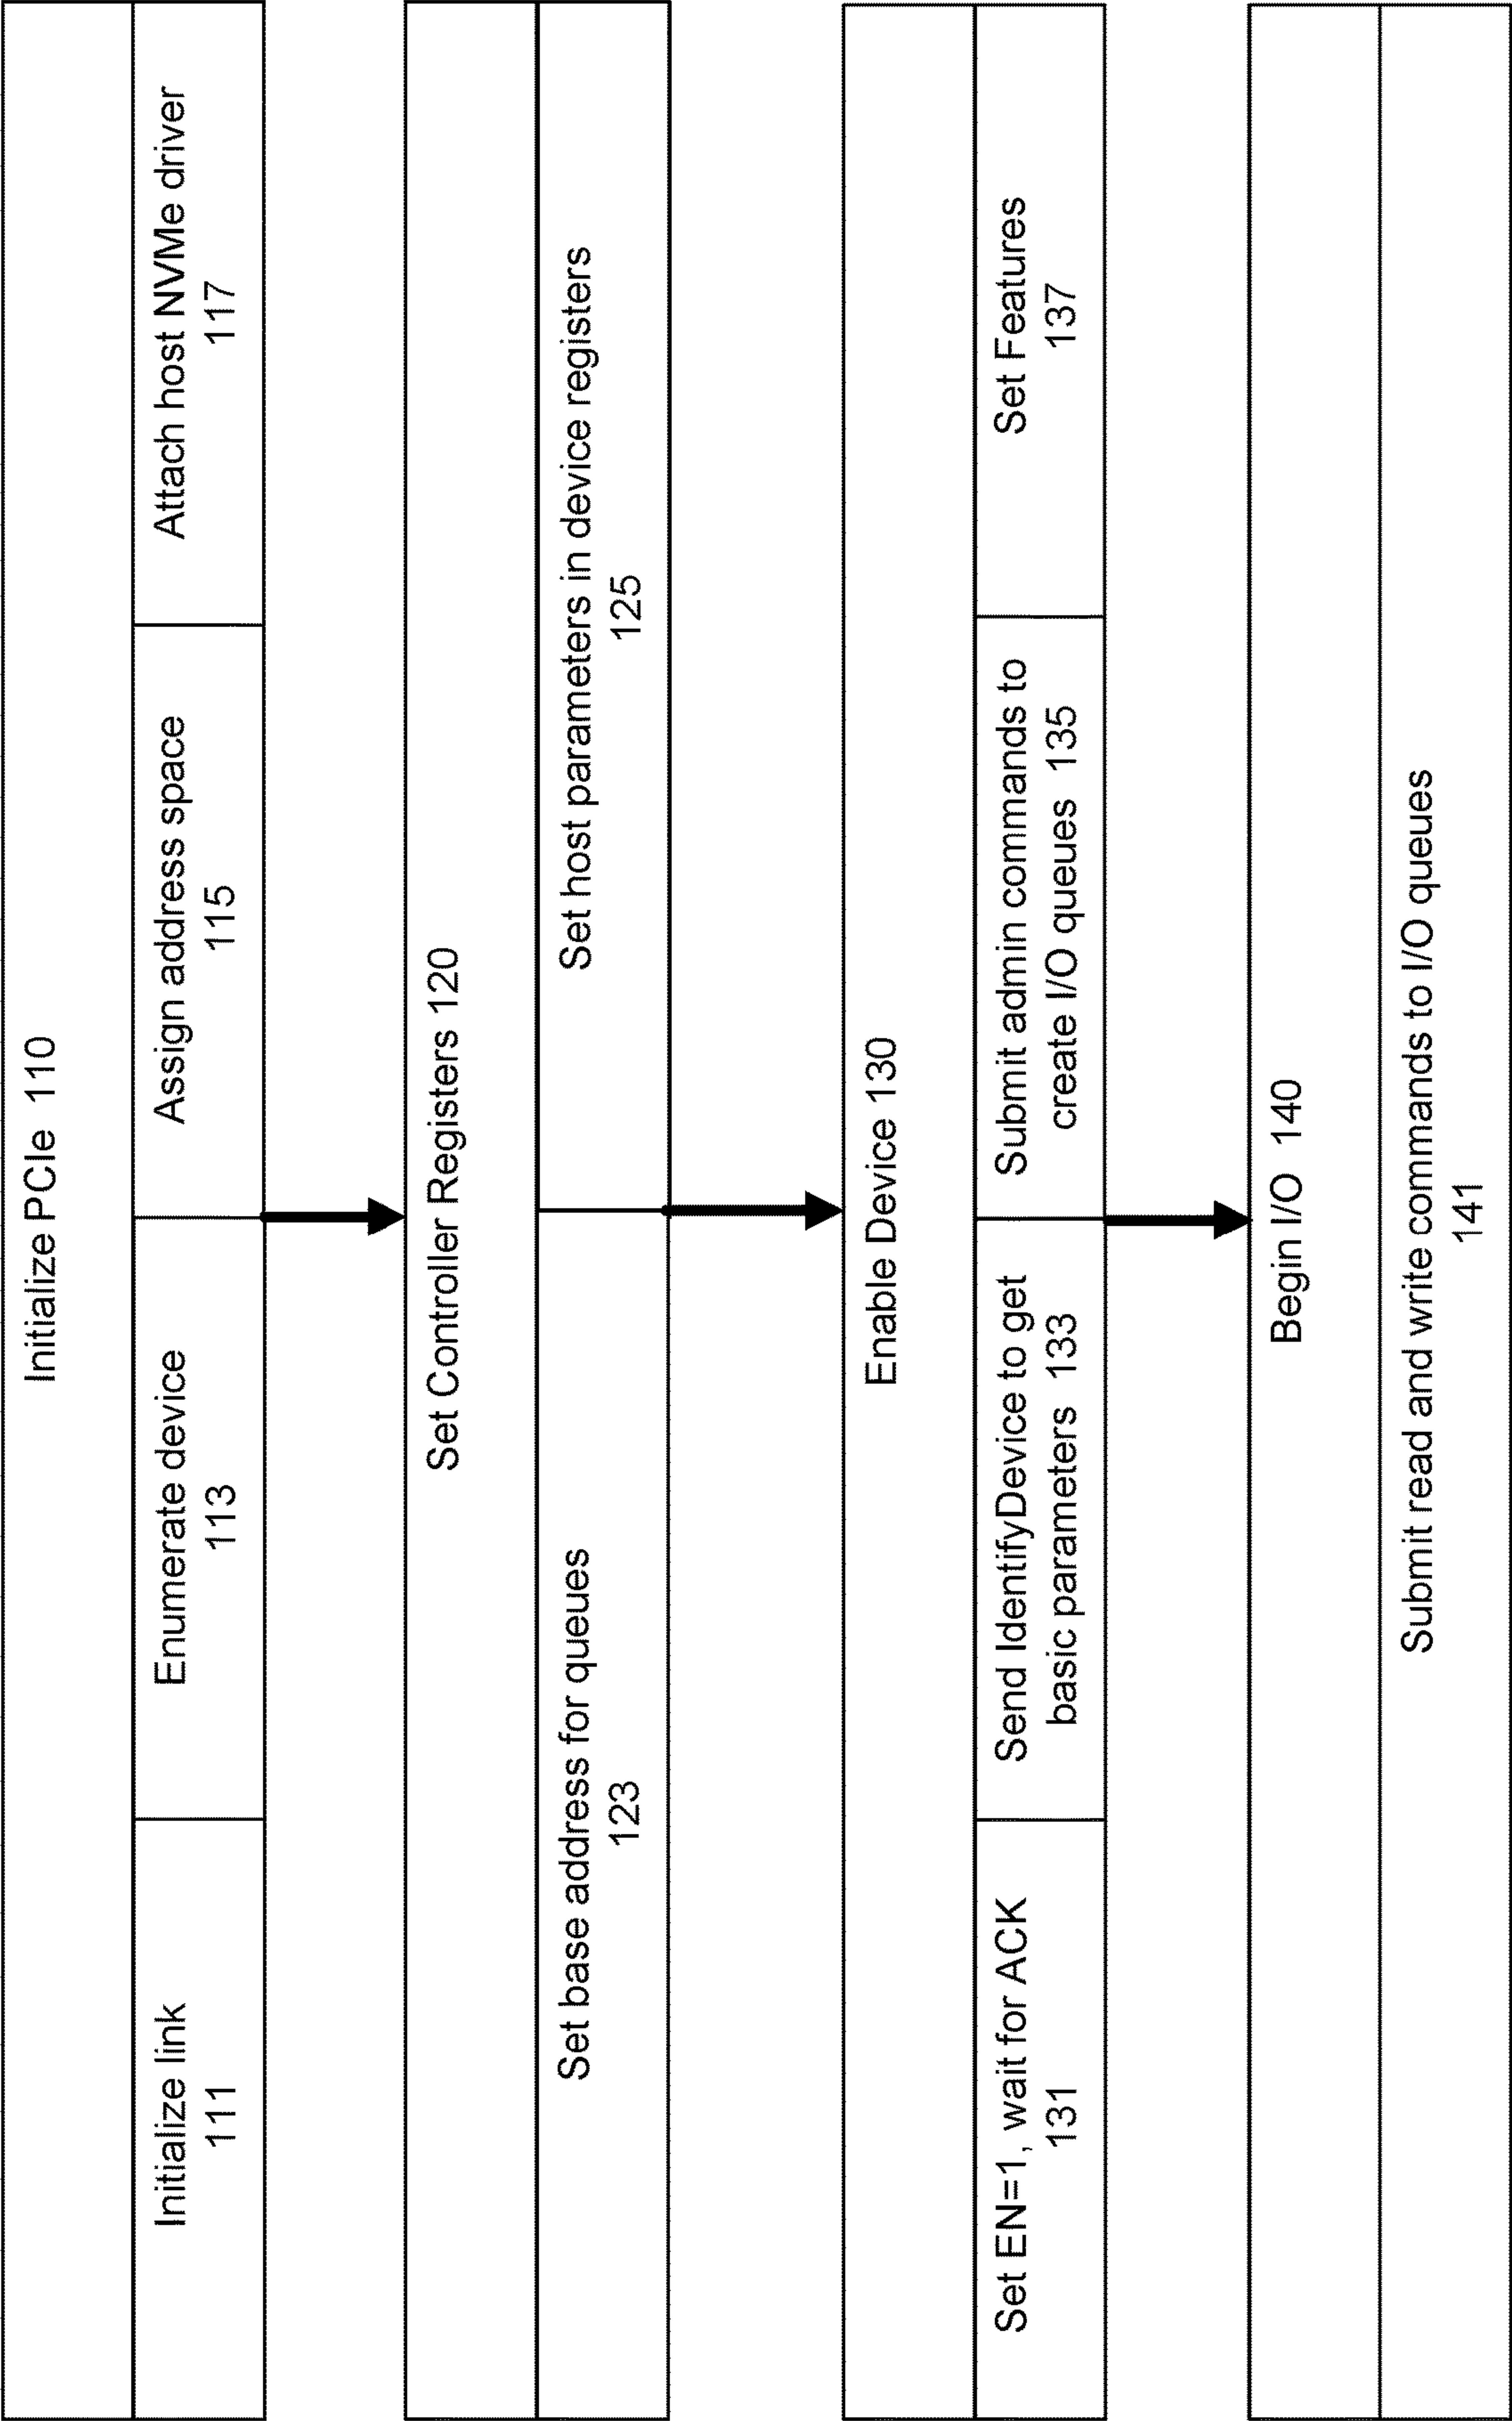 Initialize PCIe 110
Initialize link
111
Enumerate device
113
Assign address space
115
Attach host NVMe driver
117
Set Controller Registers 120
Set base address for queues
123
Set host parameters in device registers
125
Enable Device 130
Set EN=1, wait for ACK
131
Send IdentifyDevice to get
basic parameters 133
Submit admin commands to
create I/O queues 135
Set Features
137
Begin I/O 140
Submit read and write commands to I/O queues
141